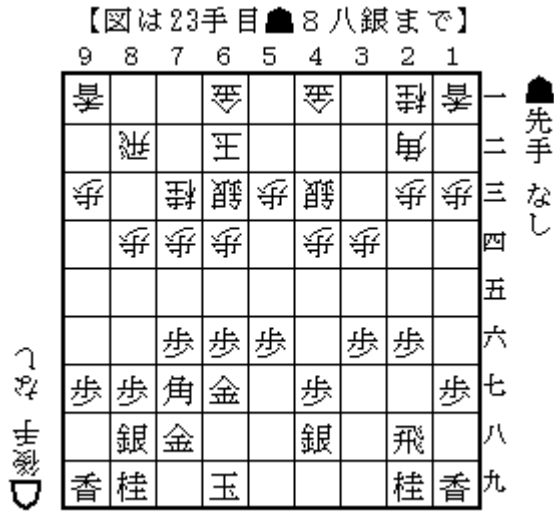 【図は23手目☗8八銀まで】
9 8 7 6 5 4 3 2 1
香 金 金 桂 香 一
飛 玉 角 二
歩 桂 銀 歩 銀 歩 歩 三
歩 歩 歩 歩 歩 四
五
歩 歩 歩 歩 歩 六
歩 歩 角 金 歩 歩 七
銀 金 銀 飛 八
香 桂 玉 桂 香 九
☗先手 なし
☖後手 なし